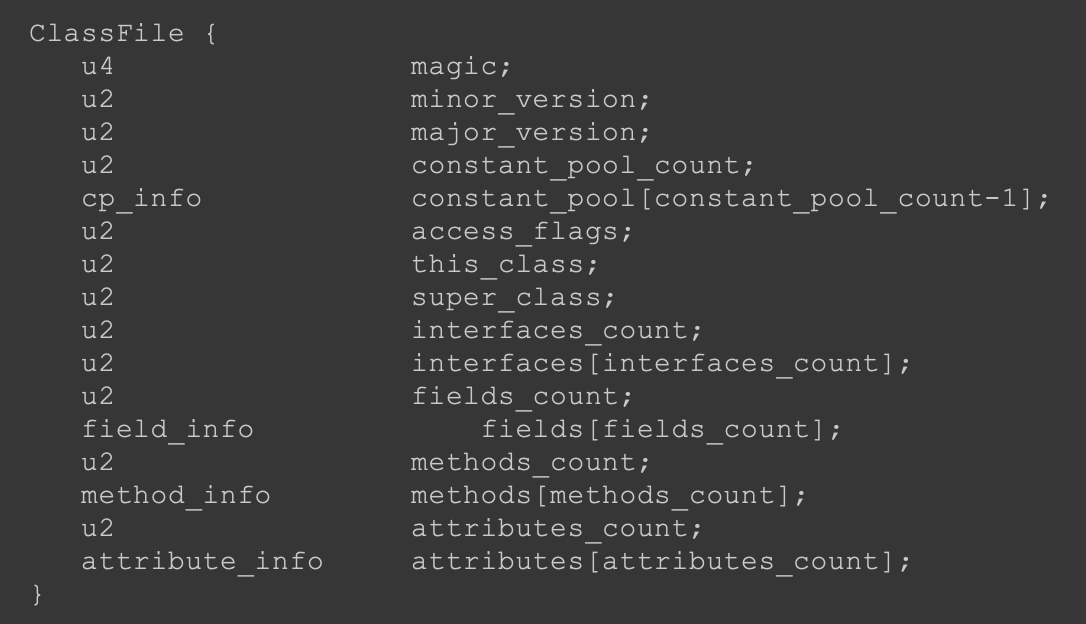 ClassFile {
   u4                 magic;
   u2                 minor_version;
   u2                 major_version;
   u2                 constant_pool_count;
   cp_info            constant_pool[constant_pool_count-1];
   u2                 access_flags;
   u2                 this_class;
   u2                 super_class;
   u2                 interfaces_count;
   u2                 interfaces[interfaces_count];
   u2                 fields_count;
   field_info             fields[fields_count];
   u2                 methods_count;
   method_info        methods[methods_count];
   u2                 attributes_count;
   attribute_info     attributes[attributes_count];
}